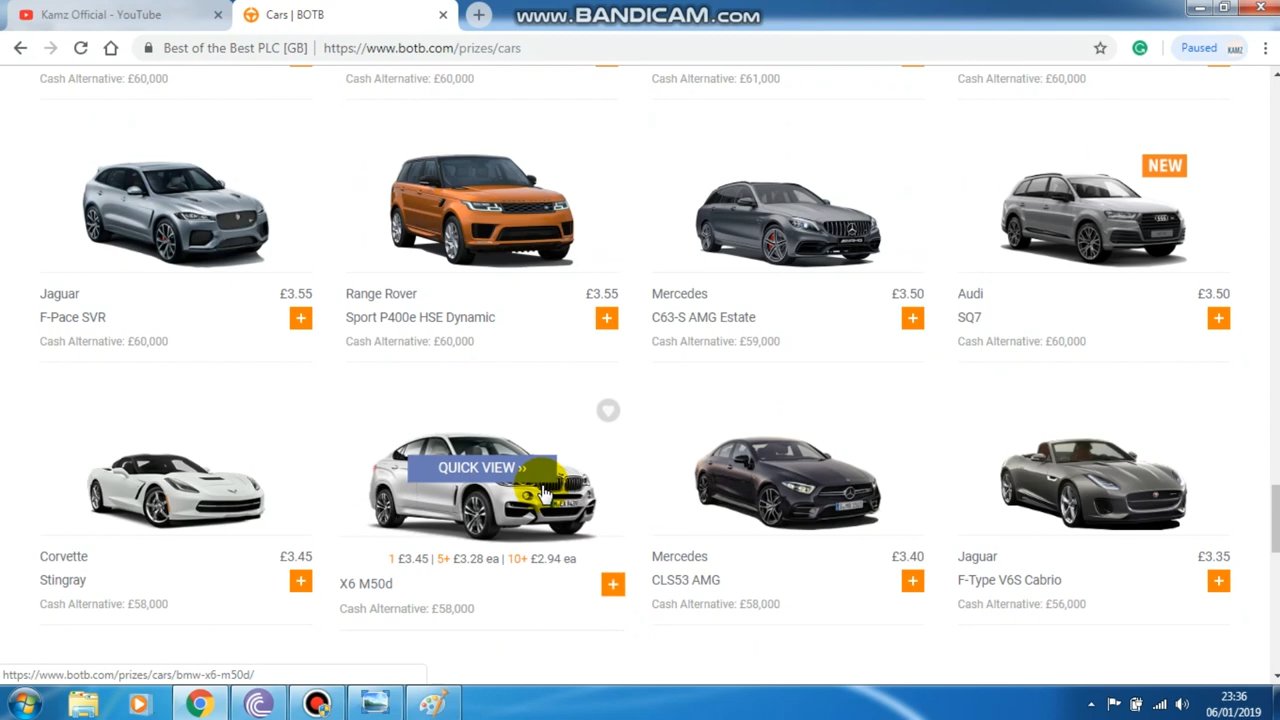 Kamz Official - YouTube
Cars | BOTB
www.BANDICAM.com
Best of the Best PLC [GB] | https://www.botb.com/prizes/cars
Paused
KAMZ
Cash Alternative: £60,000
Cash Alternative: £60,000
Cash Alternative: £61,000
Cash Alternative: £60,000
NEW
Jaguar £3.55
F-Pace SVR
Cash Alternative: £60,000
Range Rover £3.55
Sport P400e HSE Dynamic
Cash Alternative: £60,000
Mercedes £3.50
C63-S AMG Estate
Cash Alternative: £59,000
Audi £3.50
SQ7
Cash Alternative: £60,000
QUICK VIEW ››
Corvette £3.45
Stingray
Cash Alternative: £58,000
1 £3.45 | 5+ £3.28 ea | 10+ £2.94 ea
X6 M50d
Cash Alternative: £58,000
Mercedes £3.40
CLS53 AMG
Cash Alternative: £58,000
Jaguar £3.35
F-Type V6S Cabrio
Cash Alternative: £56,000
https://www.botb.com/prizes/cars/bmw-x6-m50d/
23:36
06/01/2019